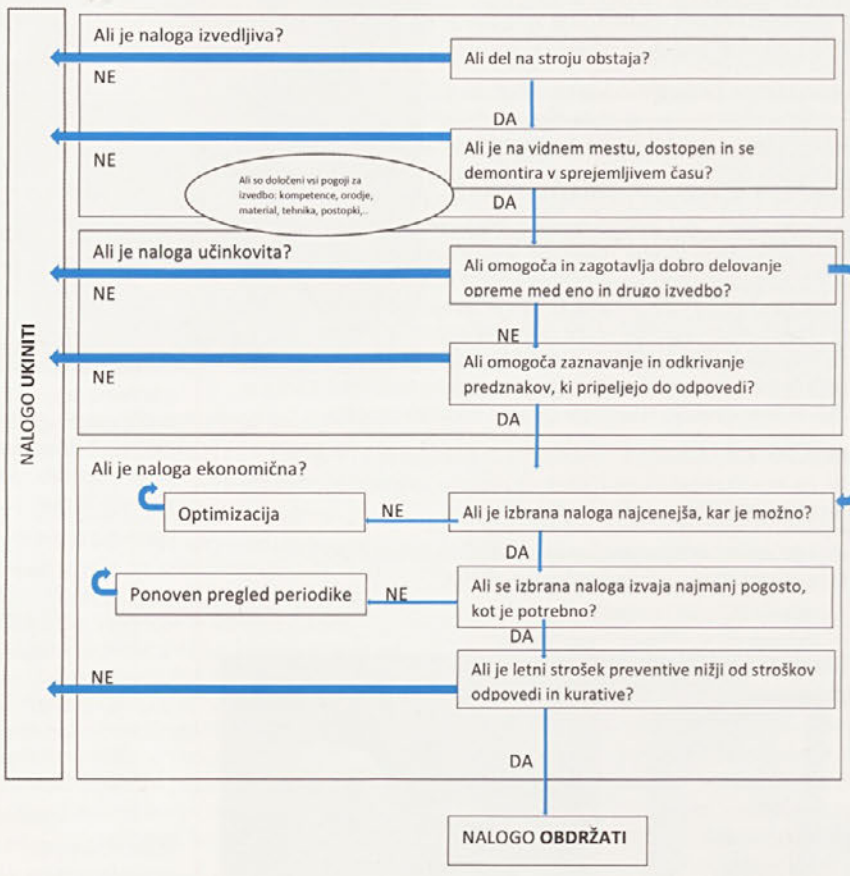 Ali je naloga izvedljiva?
Ali del na stroju obstaja?
NE
DA
Ali je na vidnem mestu, dostopen in se
demontira v sprejemljivem času?
NE
Ali so določeni vsi pogoji za
izvedbo: kompetence, orodje,
material, tehnika, postopki,..
DA
Ali je naloga učinkovita?
Ali omogoča in zagotavlja dobro delovanje
opreme med eno in drugo izvedbo?
NE
NE
Ali omogoča zaznavanje in odkrivanje
predznakov, ki pripeljejo do odpovedi?
NE
DA
NALOGO UKINITI
Ali je naloga ekonomična?
Ali je izbrana naloga najcenejša, kar je možno?
NE
Optimizacija
DA
Ali se izbrana naloga izvaja najmanj pogosto,
kot je potrebno?
NE
Ponoven pregled periodike
DA
Ali je letni strošek preventive nižji od stroškov
odpovedi in kurative?
NE
DA
NALOGO OBDRŽATI